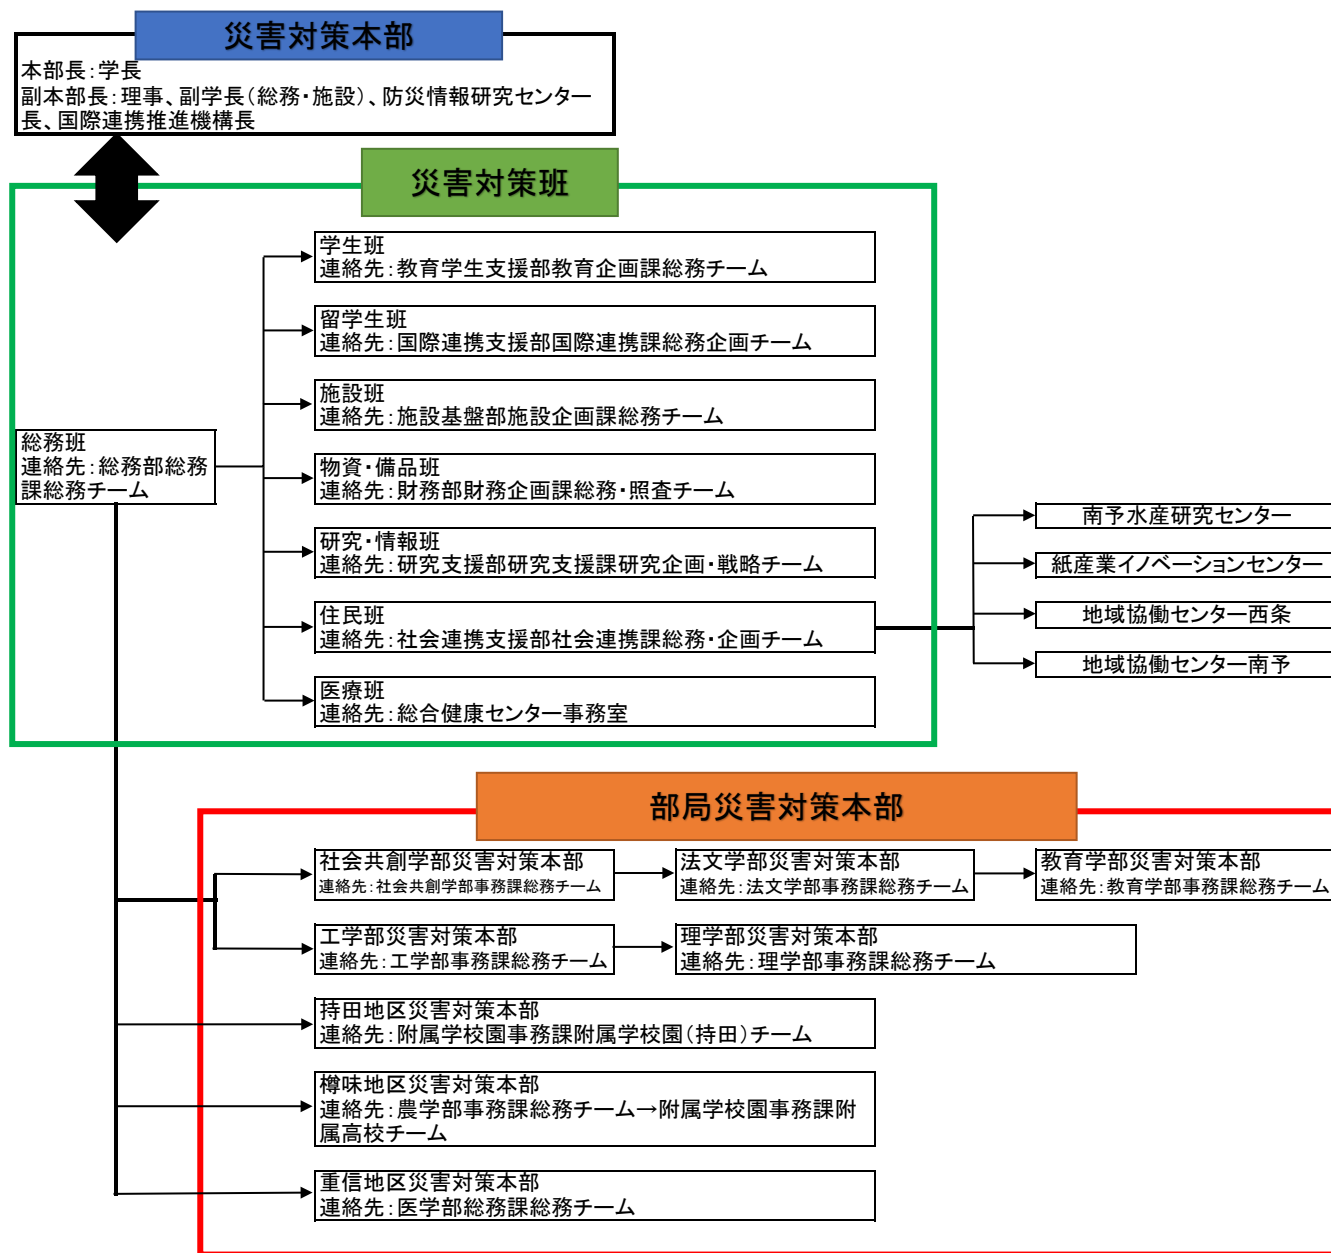 災害対策本部
本部長：学長
副本部長：理事、副学長（総務・施設）、防災情報研究センター
長、国際連携推進機構長
災害対策班
学生班
連絡先：教育学生支援部教育企画課総務チーム
留学生班
連絡先：国際連携支援部国際連携課総務企画チーム
施設班
連絡先：施設基盤部施設企画課総務チーム
総務班
連絡先：総務部総務
課総務チーム
物資・備品班
連絡先：財務部財務企画課総務・照査チーム
研究・情報班
連絡先：研究支援部研究支援課研究企画・戦略チーム
住民班
連絡先：社会連携支援部社会連携課総務・企画チーム
医療班
連絡先：総合健康センター事務室
南予水産研究センター
紙産業イノベーションセンター
地域協働センター西条
地域協働センター南予
部局災害対策本部
社会共創学部災害対策本部
連絡先：社会共創学部事務課総務チーム
法文学部災害対策本部
連絡先：法文学部事務課総務チーム
教育学部災害対策本部
連絡先：教育学部事務課総務チーム
工学部災害対策本部
連絡先：工学部事務課総務チーム
理学部災害対策本部
連絡先：理学部事務課総務チーム
持田地区災害対策本部
連絡先：附属学校園事務課附属学校園（持田）チーム
樽味地区災害対策本部
連絡先：農学部事務課総務チーム→附属学校園事務課附
属高校チーム
重信地区災害対策本部
連絡先：医学部総務課総務チーム